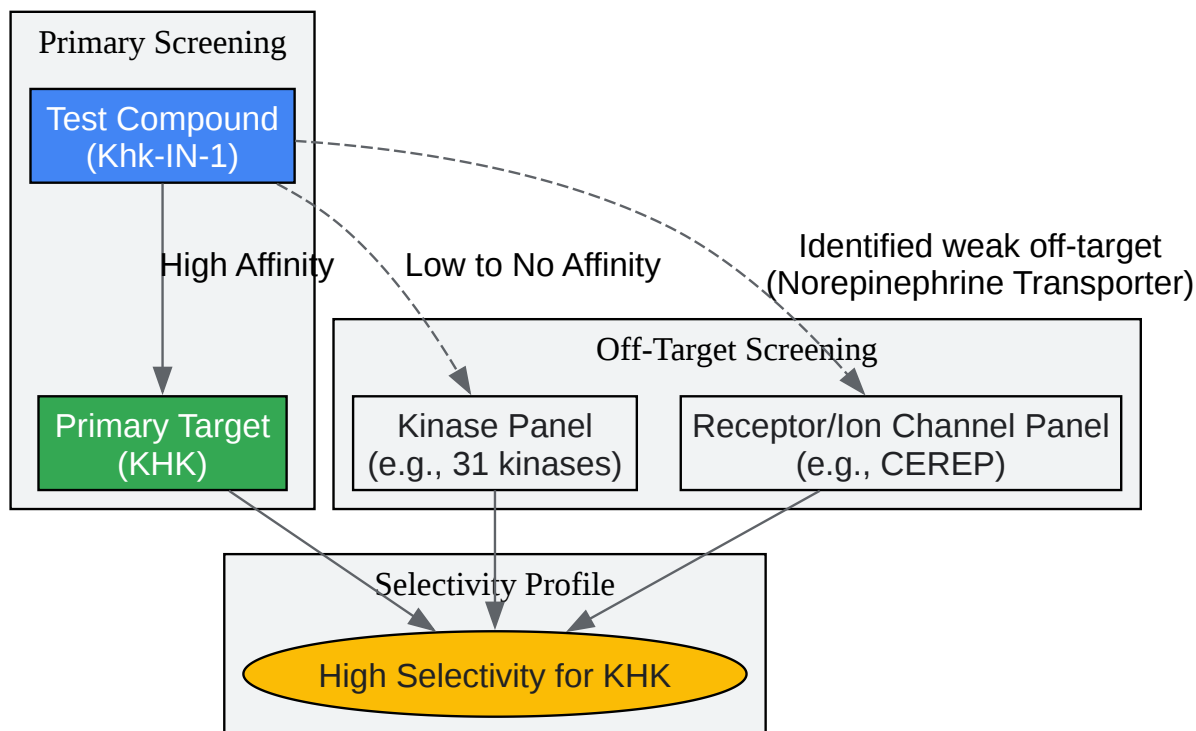 Primary Screening
Test Compound
(Khk-IN-1)
High Affinity
Low to No Affinity
Identified weak off-target
(Norepinephrine Transporter)
Off-Target Screening
Primary Target
(KHK)
Kinase Panel
(e.g., 31 kinases)
Receptor/Ion Channel Panel
(e.g., CEREP)
Selectivity Profile
High Selectivity for KHK